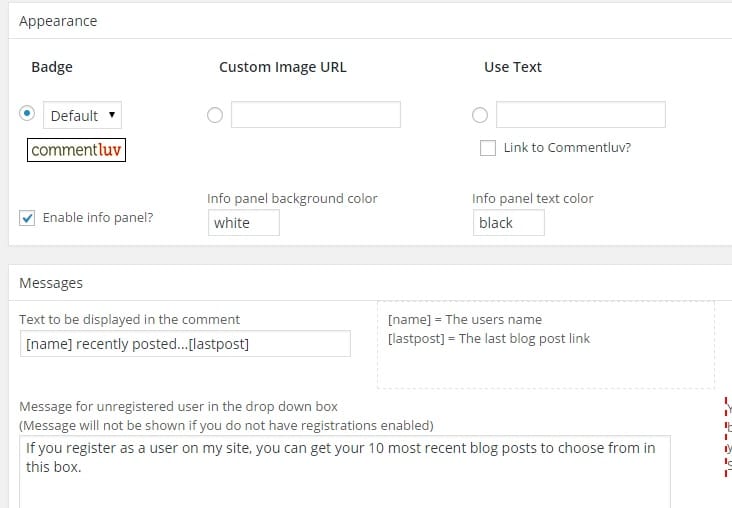 Appearance
Badge Custom Image URL Use Text
Default
commentluv
Link to Commentluv?
Info panel background color Info panel text color
Enable info panel? white black
Messages
Text to be displayed in the comment
[name] = The users name
[name] recently posted...[lastpost]
[lastpost] = The last blog post link
Message for unregistered user in the drop down box
(Message will not be shown if you do not have registrations enabled)
If you register as a user on my site, you can get your 10 most recent blog posts to choose from in
this box.